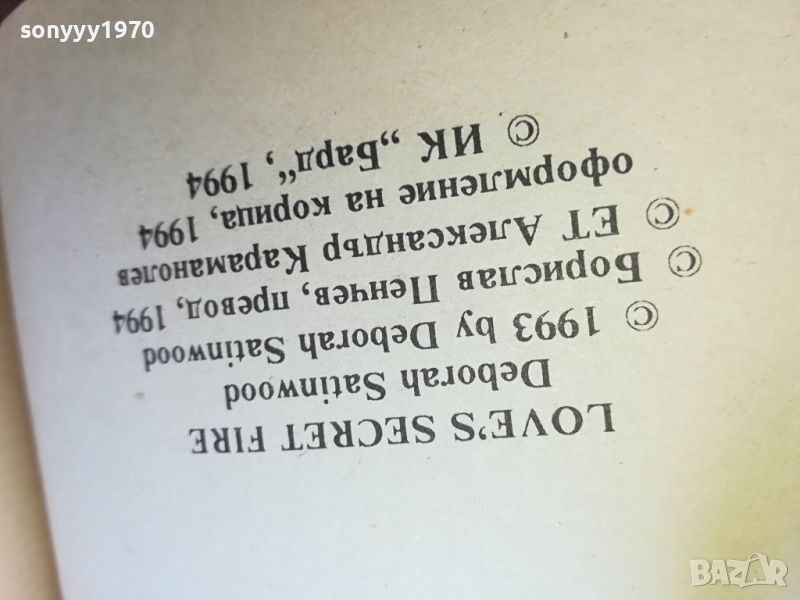 sonyyy1970
LOVE'S SECRET FIRE
Deborah Satinwood
© 1993 by Deborah Satinwood
© Борислав Пенчев, превод, 1994
© ЕТ Александър Караманолев
оформление на корица, 1994
© ИК „Бард“, 1994
BAZAR